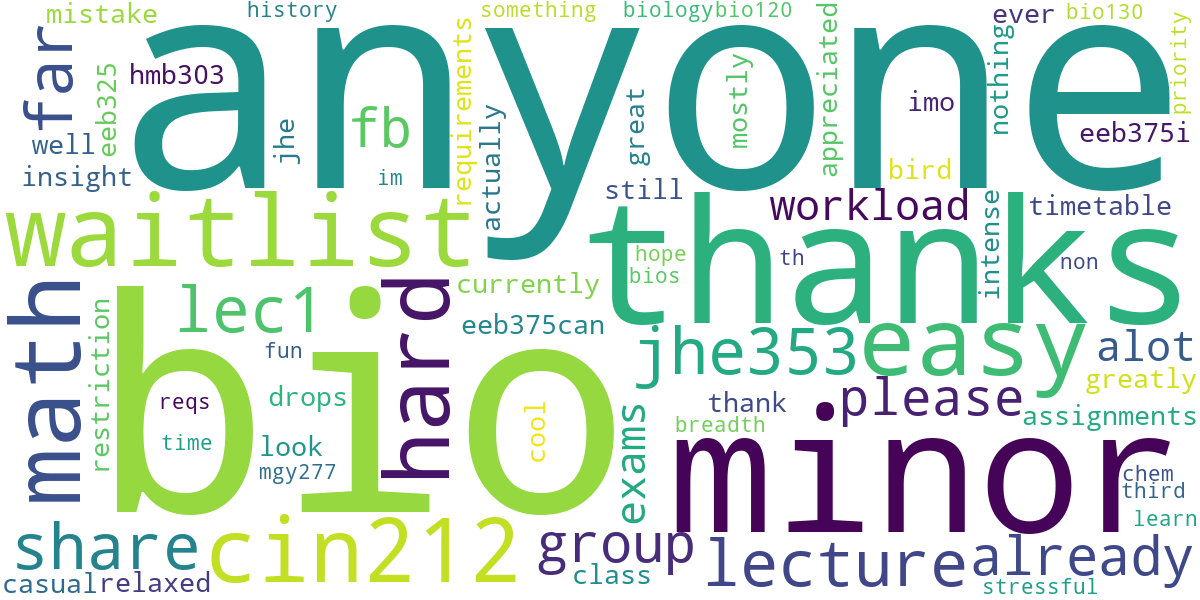 mistake
history
something
biologybio120
ever
bio130
anyone
far
eeb325
hmb303
jhe
fb
im
requirements
actually
great
mostly
appreciated
imo
bird
nothing
priority
eeb375i
well
insight
still
workload
timetable
intense
waitlist
thanks
hope
bios
th
non
currently
math
restriction
bio
lec1
hard
eeb375can
jhe353
easy
alot
greatly
fun
reqs
drops
time
look
mgy277
cool
exams
thank
please
breadth
assignments
minor
chem
third
learn
share
cin212
group
lecture
already
casual
relaxed
class
stressful